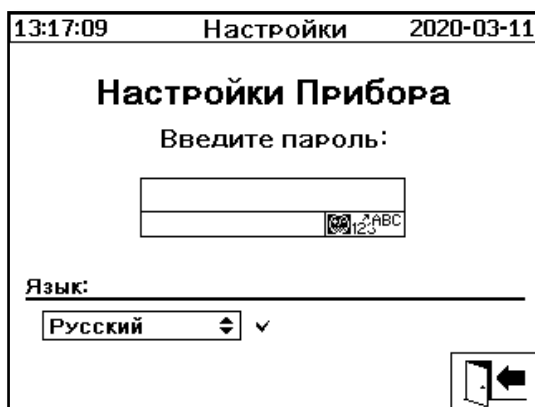 13:17:09 Настройки 2020-03-11
Настройки Прибора
Введите пароль:
123 ABC
Язык:
Русский